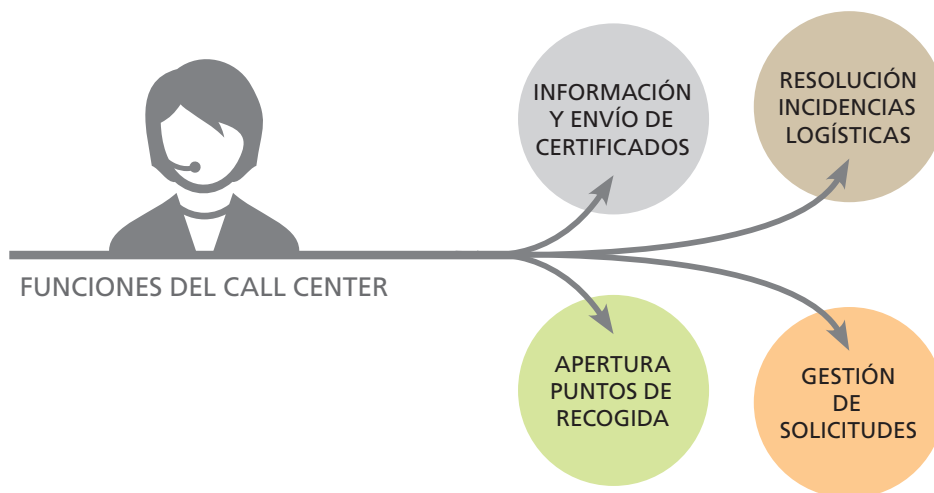 INFORMACIÓN
Y ENVÍO DE
CERTIFICADOS
RESOLUCIÓN
INCIDENCIAS
LOGÍSTICAS
FUNCIONES DEL CALL CENTER
APERTURA
PUNTOS DE
RECOGIDA
GESTIÓN
DE
SOLICITUDES